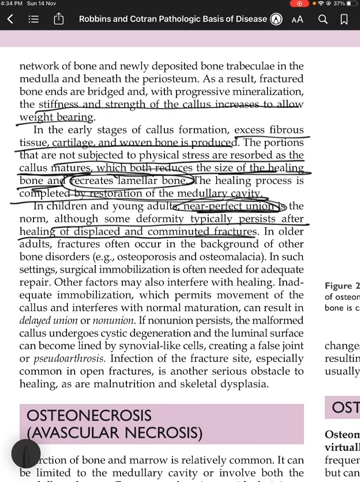 4:34 PM Sun 14 Nov
37%
Robbins and Cotran Pathologic Basis of Disease
AA
network of bone and newly deposited bone trabeculae in the
medulla and beneath the periosteum. As a result, fractured
bone ends are bridged and, with progressive mineralization,
the stiffness and strength of the callus increases to allow
weight bearing.
In the early stages of callus formation, excess fibrous
tissue, cartilage, and woven bone is produced. The portions
that are not subjected to physical stress are resorbed as the
callus matures, which both reduces the size of the healing
bone and recreates lamellar bone. The healing process is
completed by restoration of the medullary cavity.
In children and young adults, near-perfect union is the
norm, although some deformity typically persists after
healing of displaced and comminuted fractures. In older
adults, fractures often occur in the background of other
bone disorders (e.g., osteoporosis and osteomalacia). In such
settings, surgical immobilization is often needed for adequate
repair. Other factors may also interfere with healing. Inad-
equate immobilization, which permits movement of the
callus and interferes with normal maturation, can result in
delayed union or nonunion. If nonunion persists, the malformed
callus undergoes cystic degeneration and the luminal surface
can become lined by synovial-like cells, creating a false joint
or pseudoarthrosis. Infection of the fracture site, especially
common in open fractures, is another serious obstacle to
healing, as are malnutrition and skeletal dysplasia.
OSTEONECROSIS
(AVASCULAR NECROSIS)
of bone and marrow is relatively common. It can
be limited to the medullary cavity or involve both the
Figure 2
of osteon
bone is c
change
resultin
usually
OST
Osteom
virtuall
frequen
but can